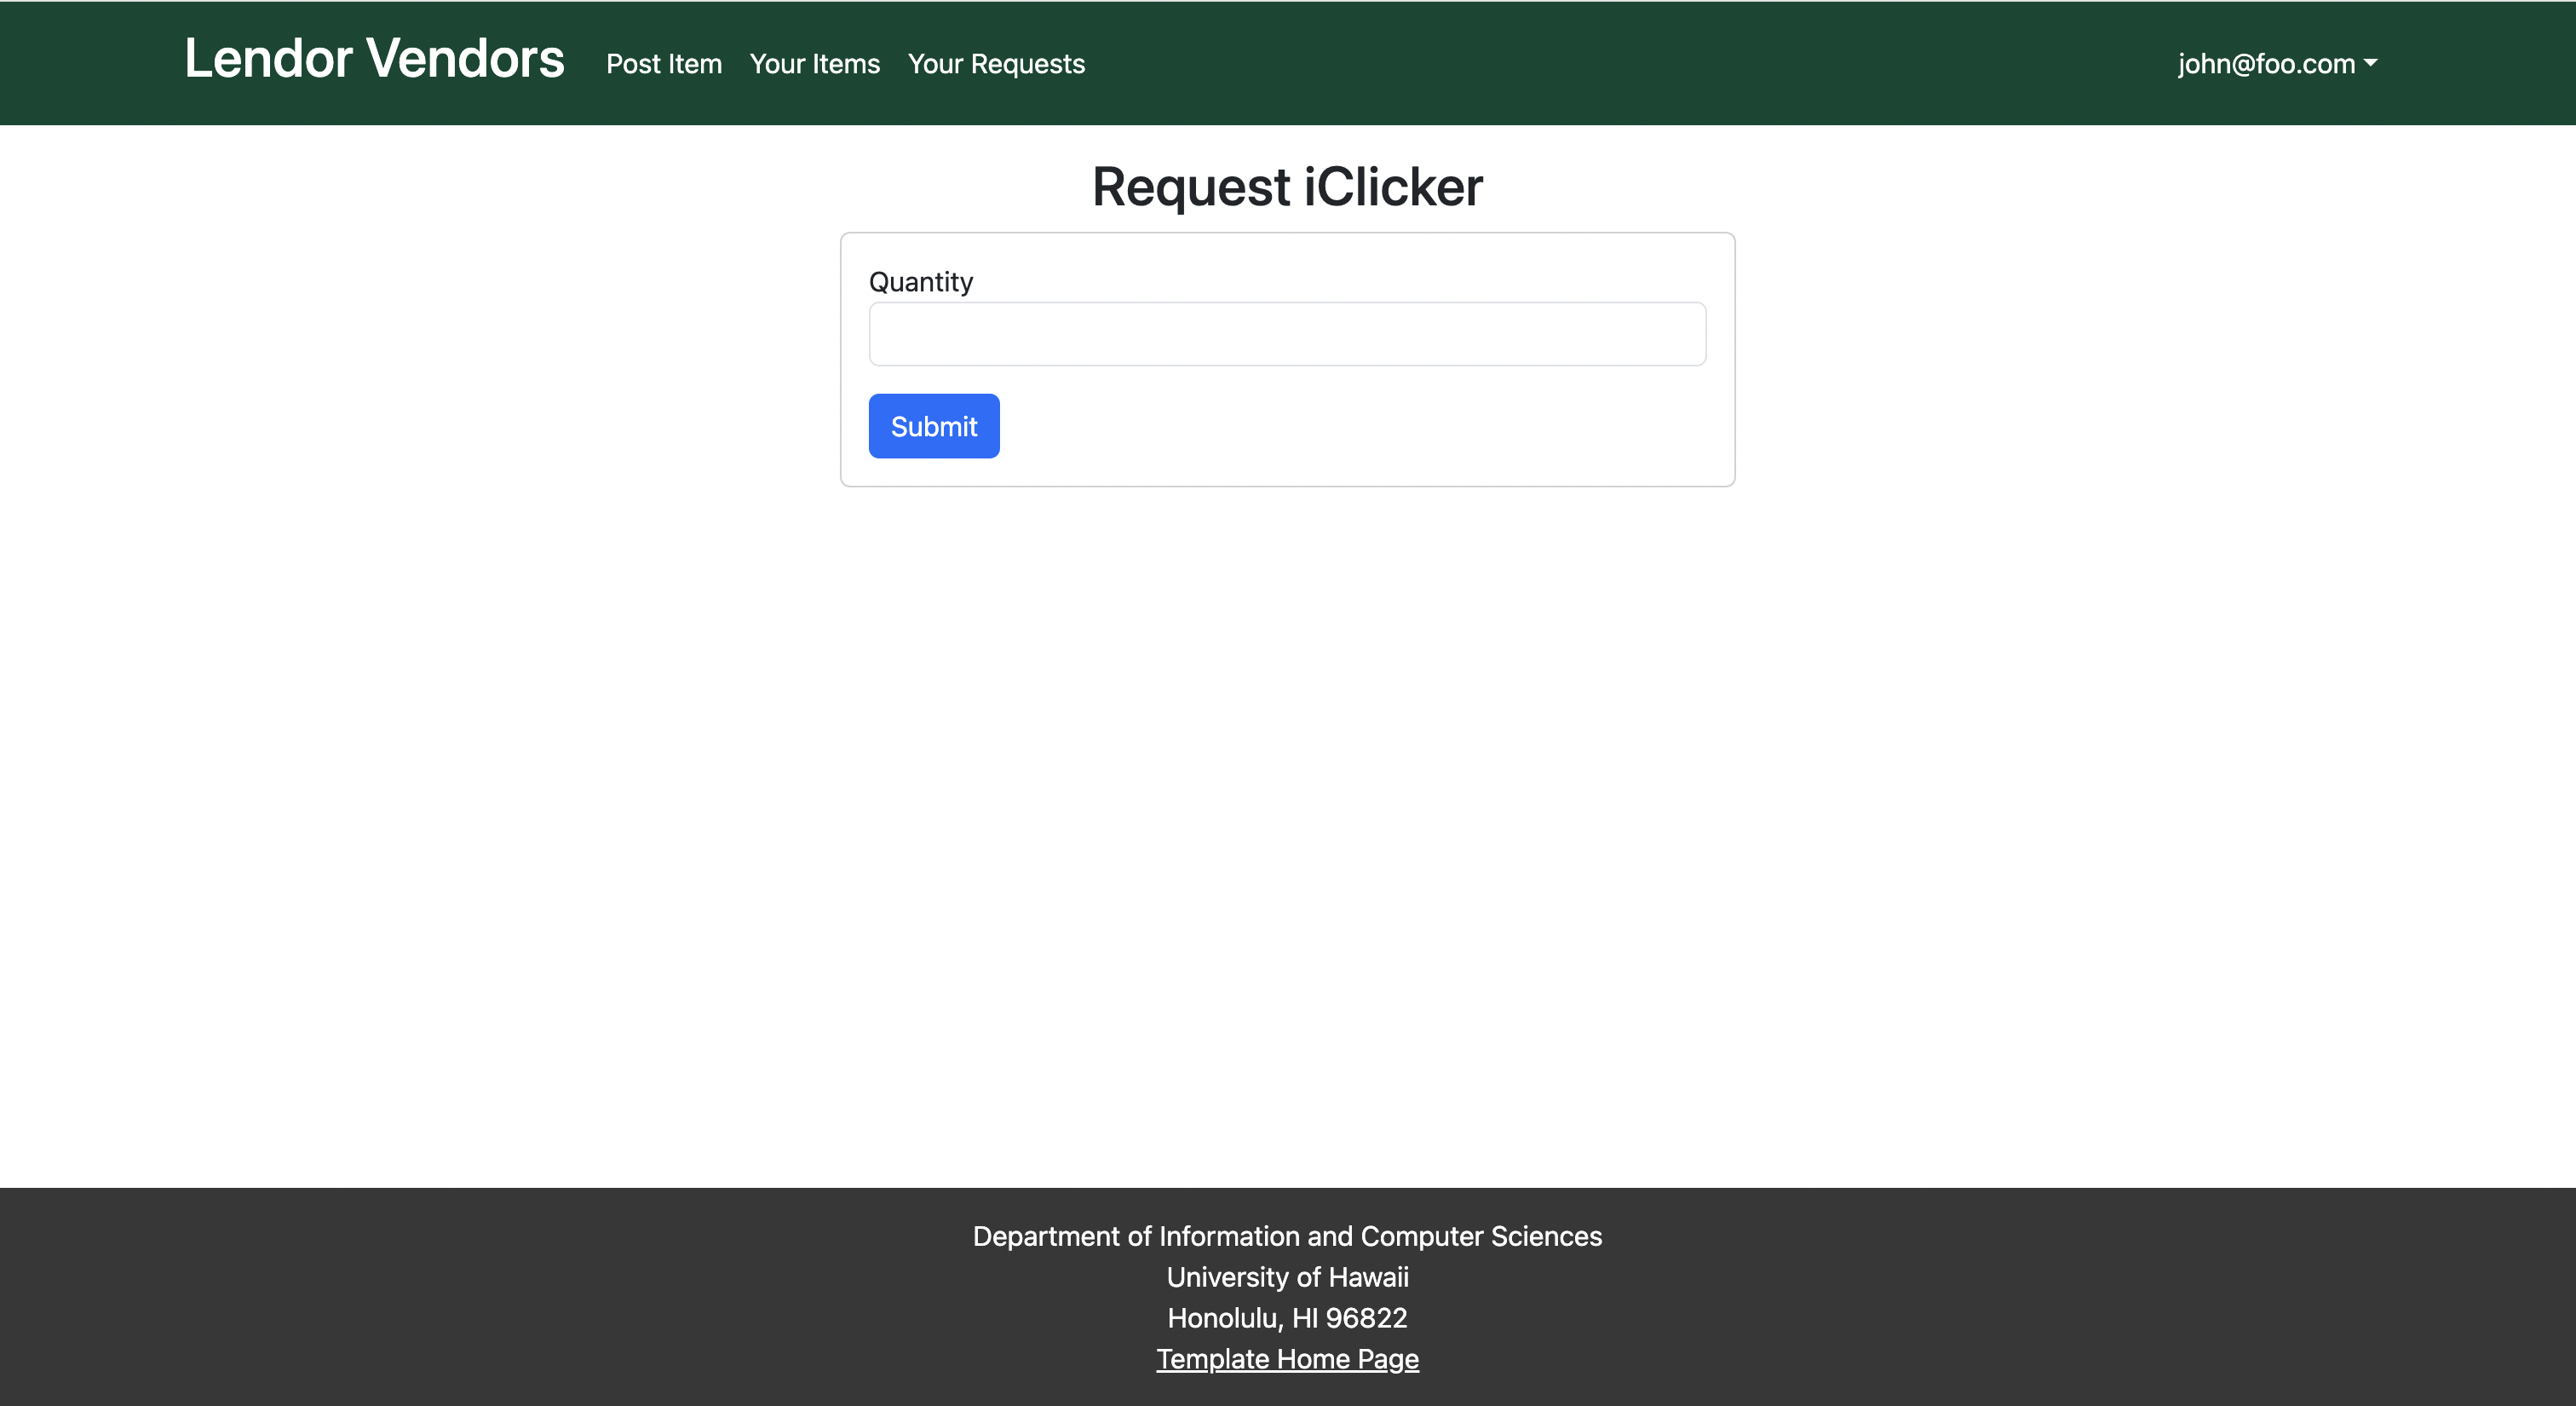 Lendor Vendors Post Item Your Items Your Requests john@foo.com
Request iClicker
Quantity
Submit
Department of Information and Computer Sciences
University of Hawaii
Honolulu, HI 96822
Template Home Page